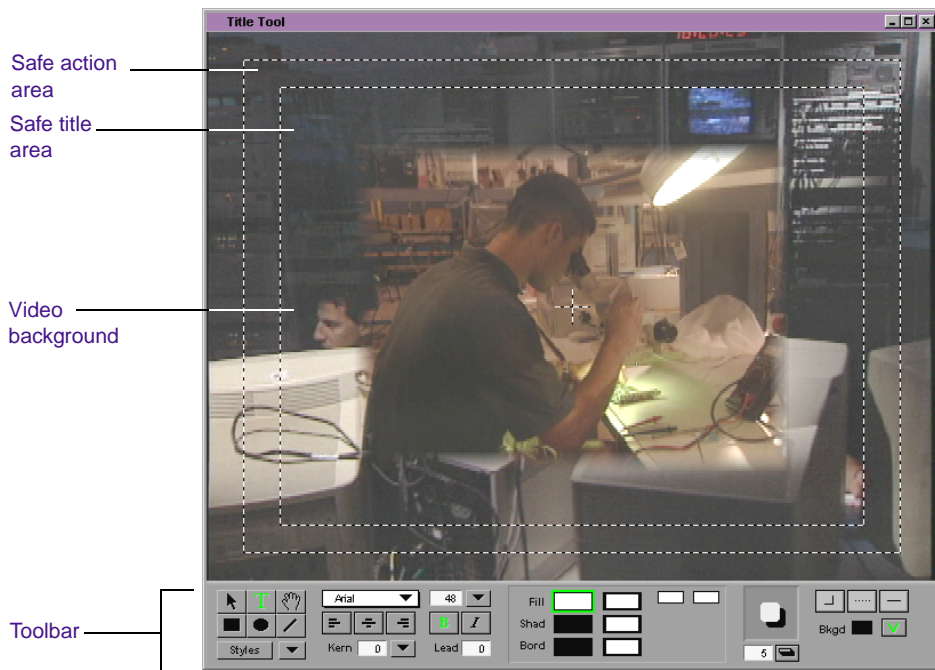 Title Tool
Safe action
area
Safe title
area
Video
background
Toolbar
T
Arial
48
B I
Kern 0
Lead 0
Styles
Fill
Shad
Bord
5
Bkgd V